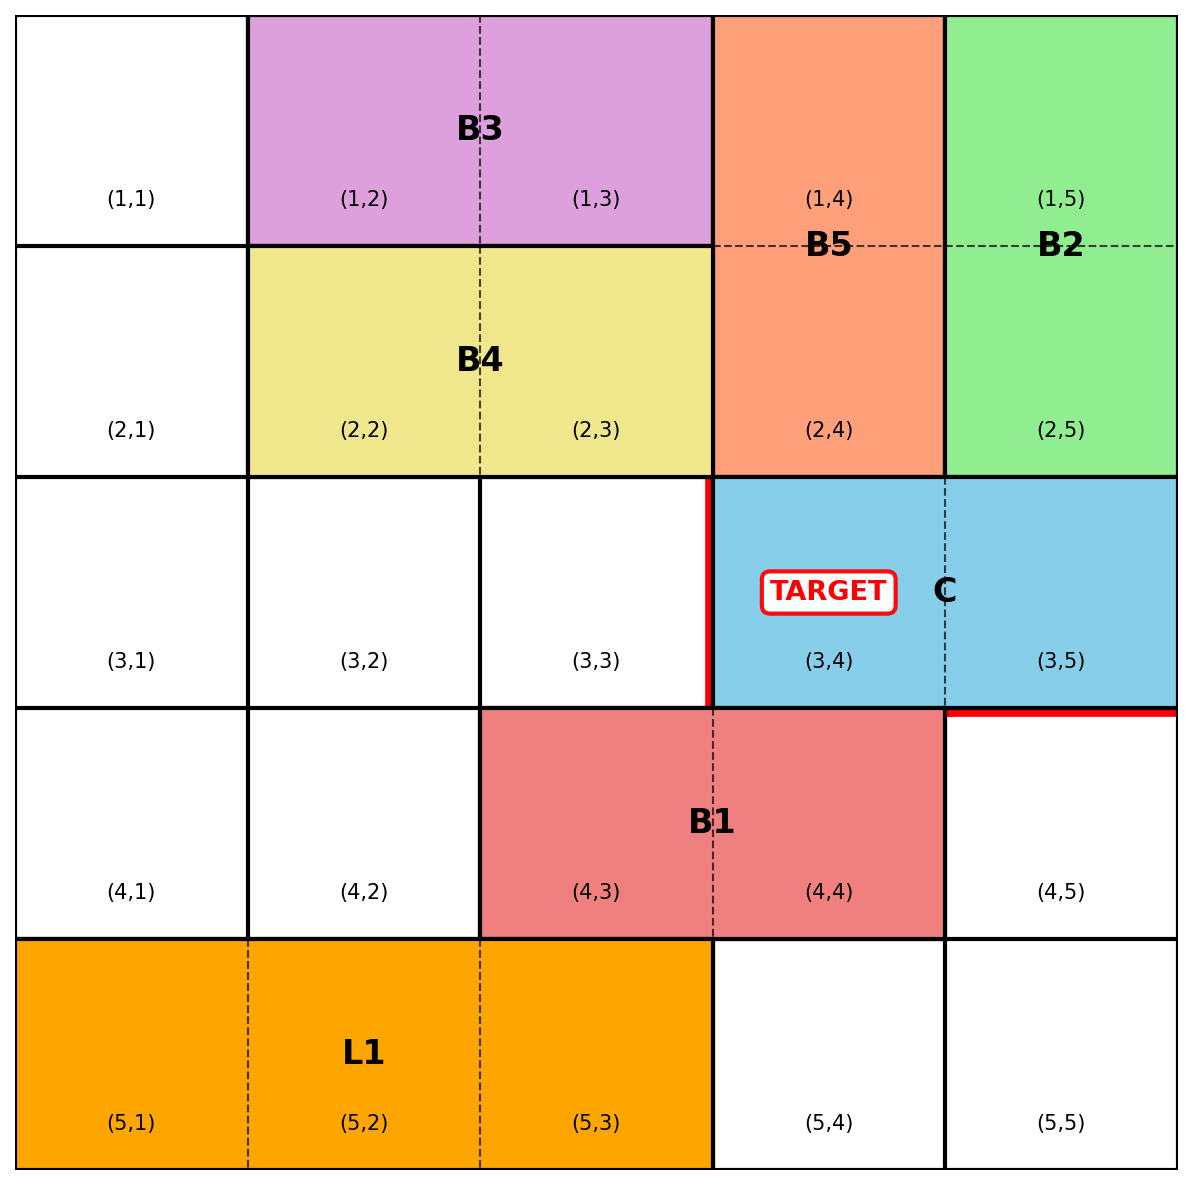 B3
(1,1) (1,2) (1,3) (1,4) (1,5)
B5 B2
B4
(2,1) (2,2) (2,3) (2,4) (2,5)
TARGET C
(3,1) (3,2) (3,3) (3,4) (3,5)
B1
(4,1) (4,2) (4,3) (4,4) (4,5)
L1
(5,1) (5,2) (5,3) (5,4) (5,5)